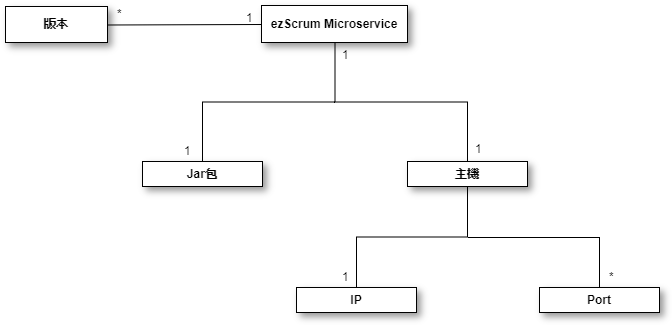 版本
*
1
ezScrum Microservice
1
1
1
Jar包
主機
1
*
IP
Port